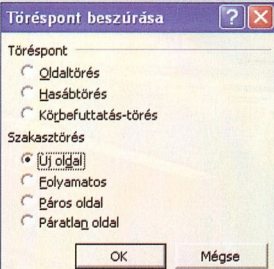 Töréspont beszúrása
Töréspont
Oldaltörés
Hasábtörés
Körbefuttatás-törés
Szakasztörés
Új oldal
Folyamatos
Páros oldal
Páratlan oldal
OK Mégse